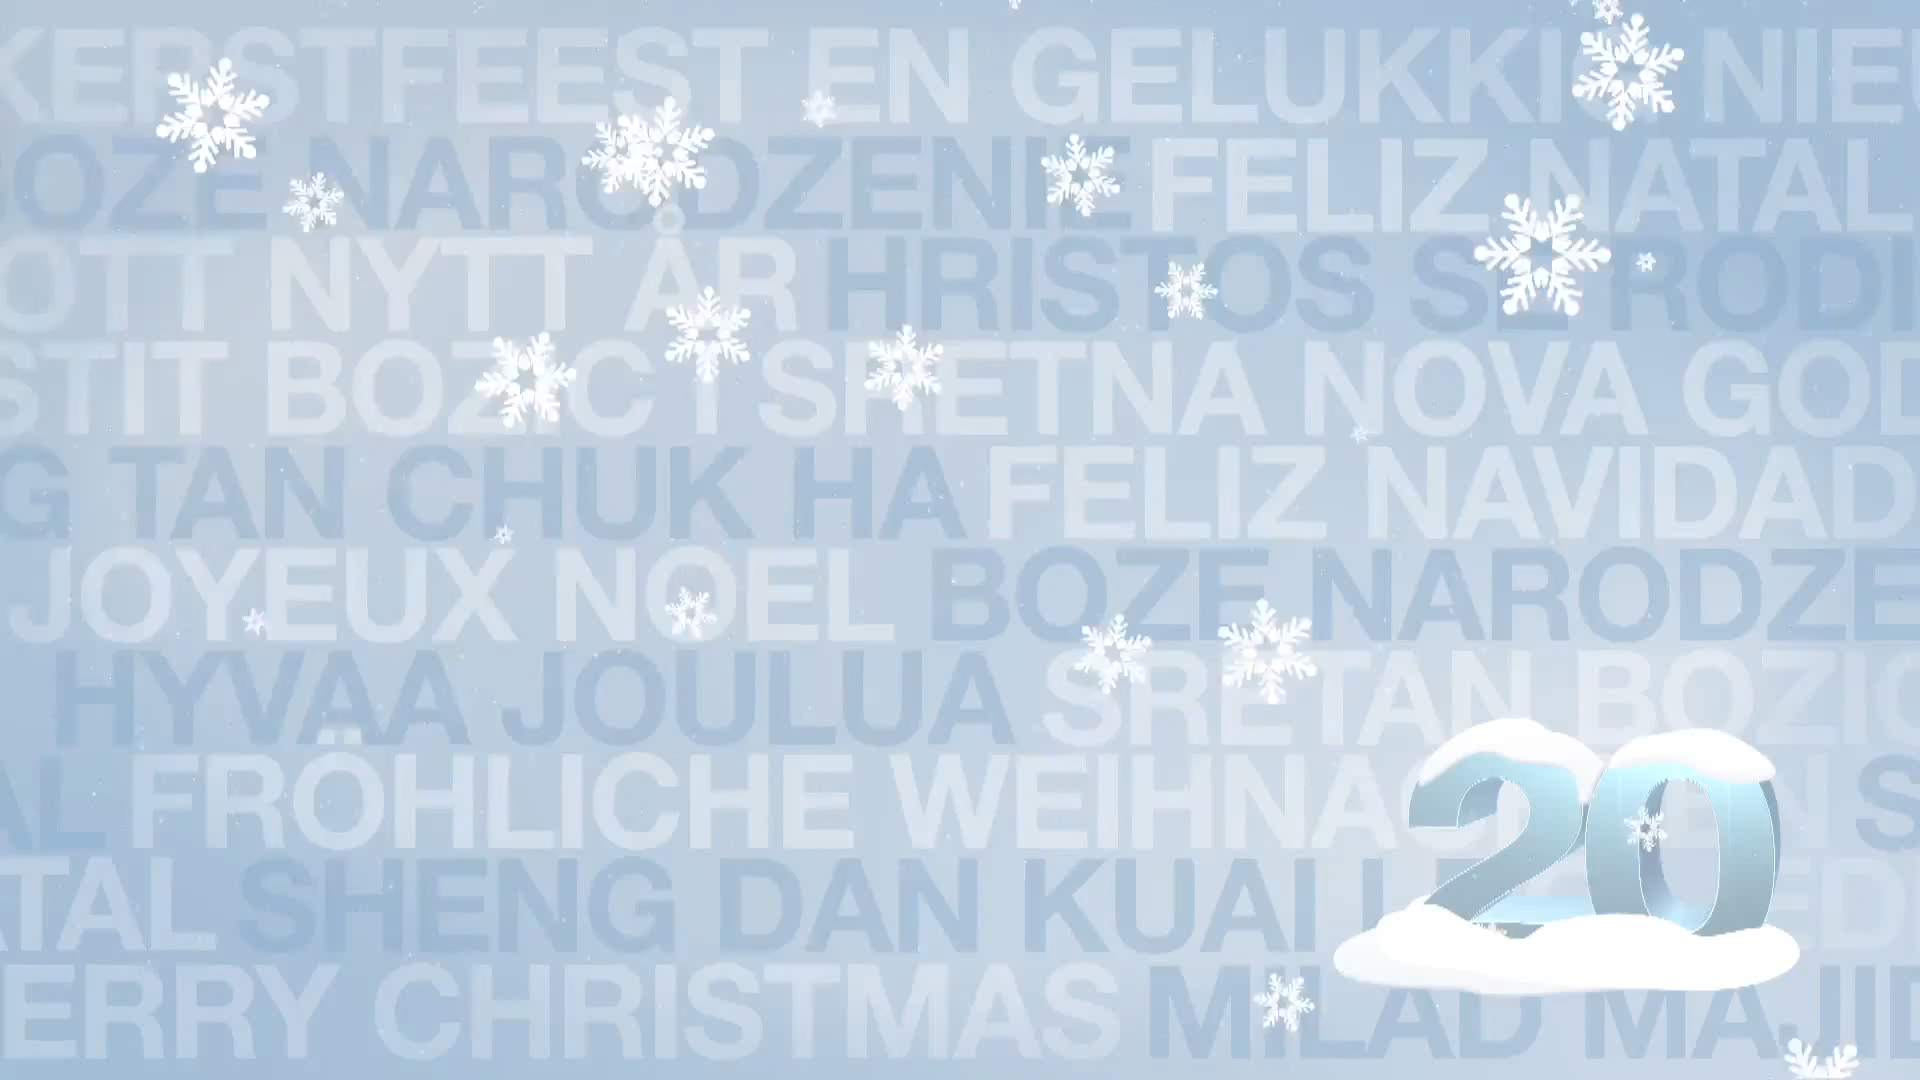 KERSTFEEST EN GELUKKIG NIEU
BOZE NARODZENIE FELIZ NATAL
OTT NYTT ÅR HRISTOS SE RODI
STIT BOZIC I SRETNA NOVA GOD
G TAN CHUK HA FELIZ NAVIDAD
JOYEUX NOEL BOZE NARODZE
HYVAA JOULUA SRETAN BOZIC
AL FRÖHLICHE WEIHNACHTEN S
TAL SHENG DAN KUAI LE
ERRY CHRISTMAS MILAD MAJID
20